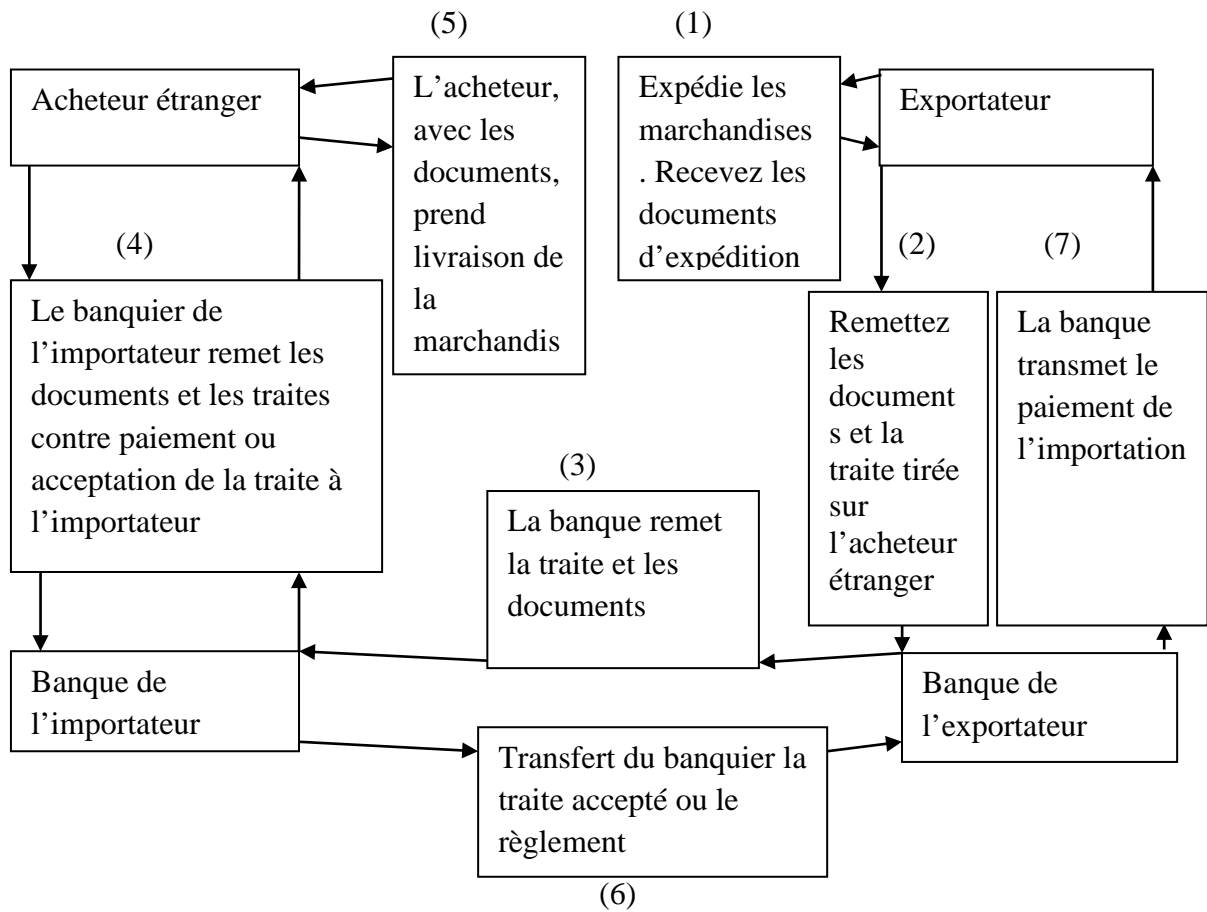 (5)
(1)
Acheteur étranger
L'acheteur,
avec les
documents,
prend
livraison de
la
marchandis
Expédie les
marchandises
. Recevez les
documents
d'expédition
Exportateur
(4)
(2)
(7)
Le banquier de
l'importateur remet les
documents et les traites
contre paiement ou
acceptation de la traite à
l'importateur
Remettez
les
document
s et la
traite tirée
sur
l'acheteur
étranger
La banque
transmet le
paiement de
l'importation
(3)
La banque remet
la traite et les
documents
Banque de
l'importateur
Banque de
l'exportateur
Transfert du banquier la
traite accepté ou le
règlement
(6)